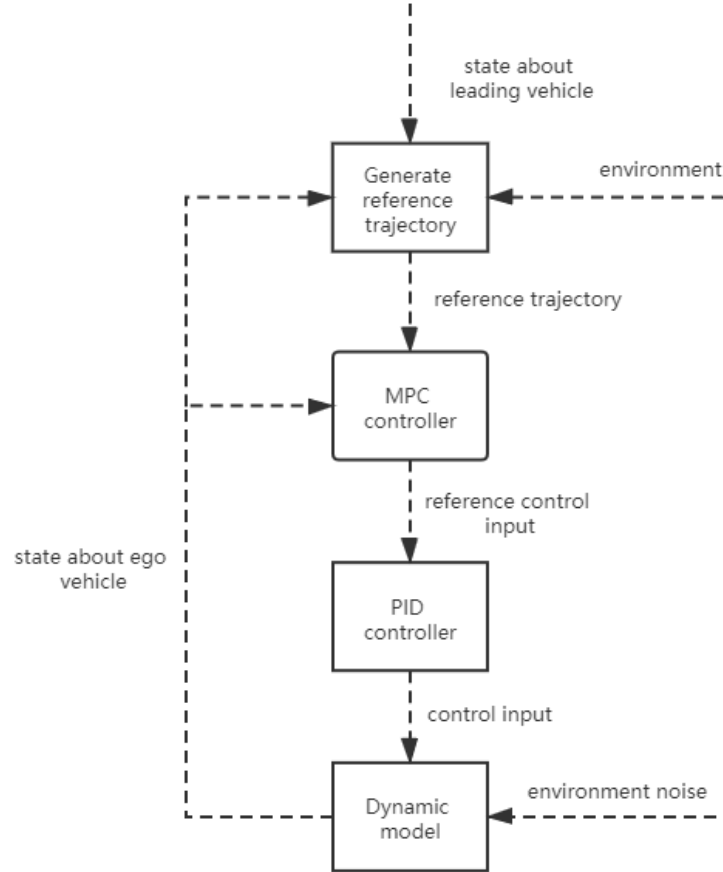 state about
leading vehicle
environment
Generate
reference
trajectory
reference trajectory
MPC
controller
reference control
input
state about ego
vehicle
PID
controller
control input
environment noise
Dynamic
model